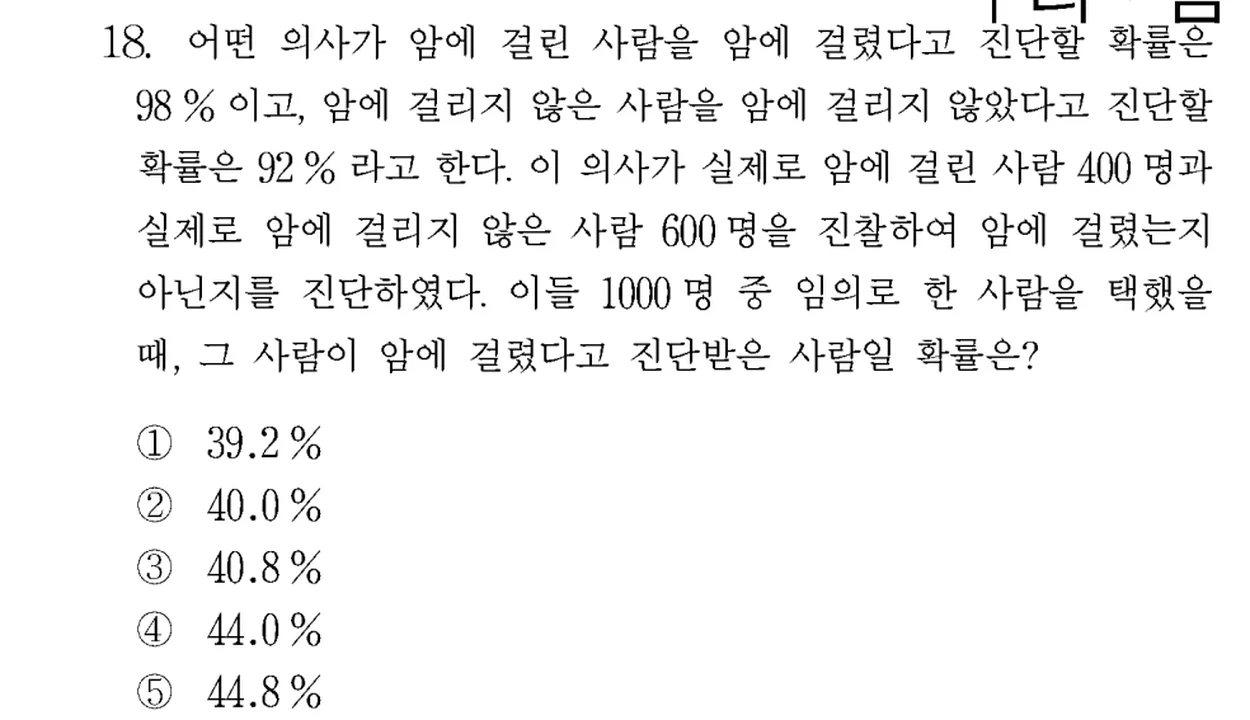 18. 어떤 의사가 암에 걸린 사람을 암에 걸렸다고 진단할 확률은
98 % 이고, 암에 걸리지 않은 사람을 암에 걸리지 않았다고 진단할
확률은 92 % 라고 한다. 이 의사가 실제로 암에 걸린 사람 400 명과
실제로 암에 걸리지 않은 사람 600 명을 진찰하여 암에 걸렸는지
아닌지를 진단하였다. 이들 1000 명 중 임의로 한 사람을 택했을
때, 그 사람이 암에 걸렸다고 진단받은 사람일 확률은?
① 39.2 %
② 40.0 %
③ 40.8 %
④ 44.0 %
⑤ 44.8 %